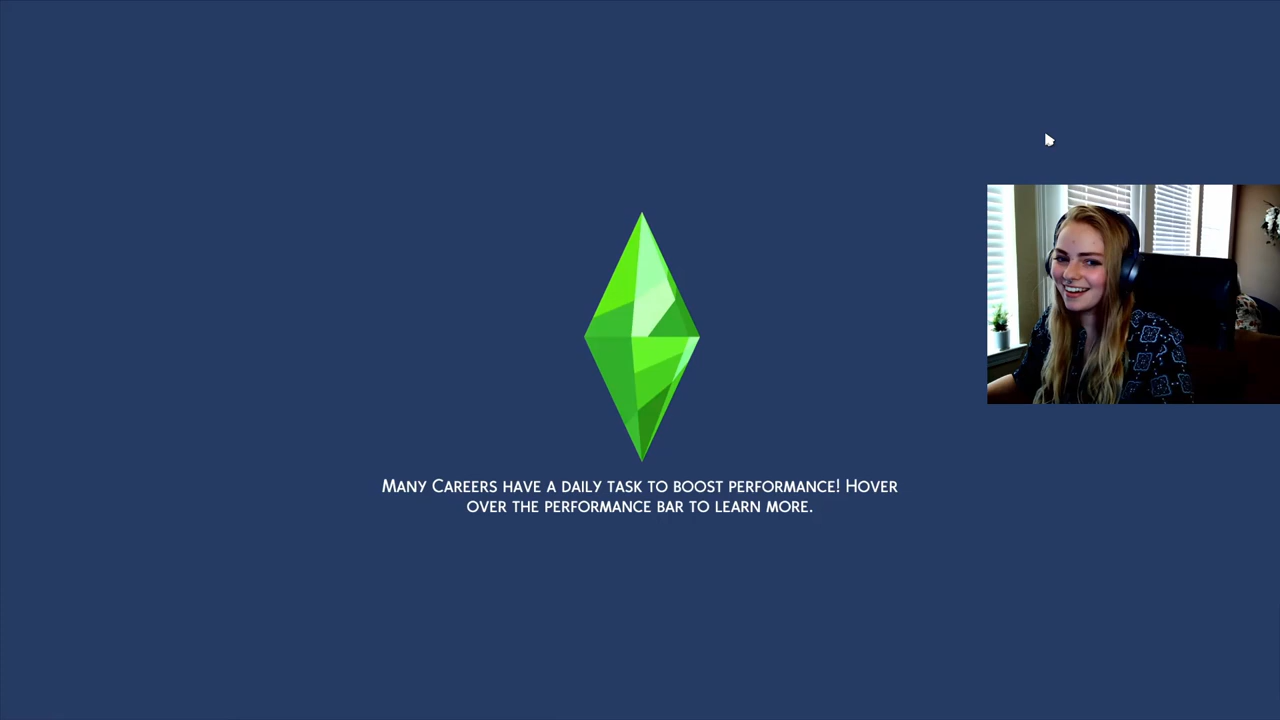 Many Careers have a daily task to boost performance! Hover
over the performance bar to learn more.